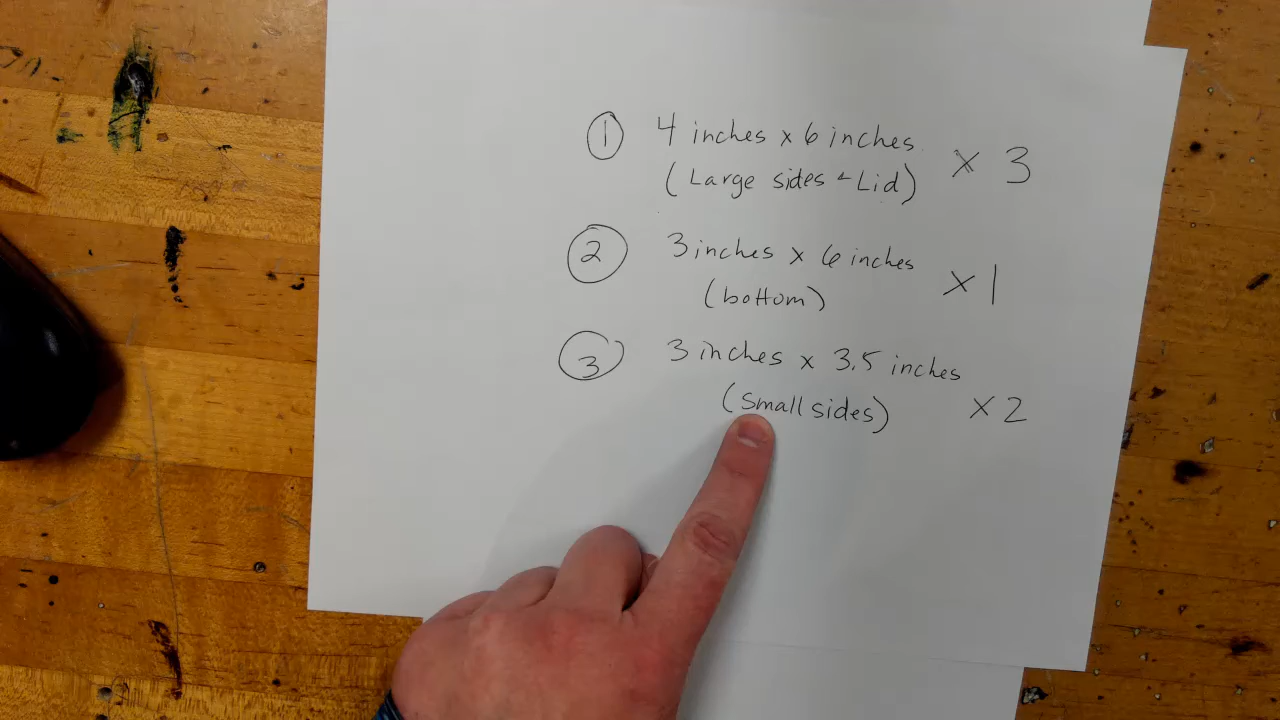 ① 4 inches x 6 inches x 3
(Large sides + Lid)
② 3 inches x 6 inches x 1
(bottom)
③ 3 inches x 3.5 inches
(small sides) x 2